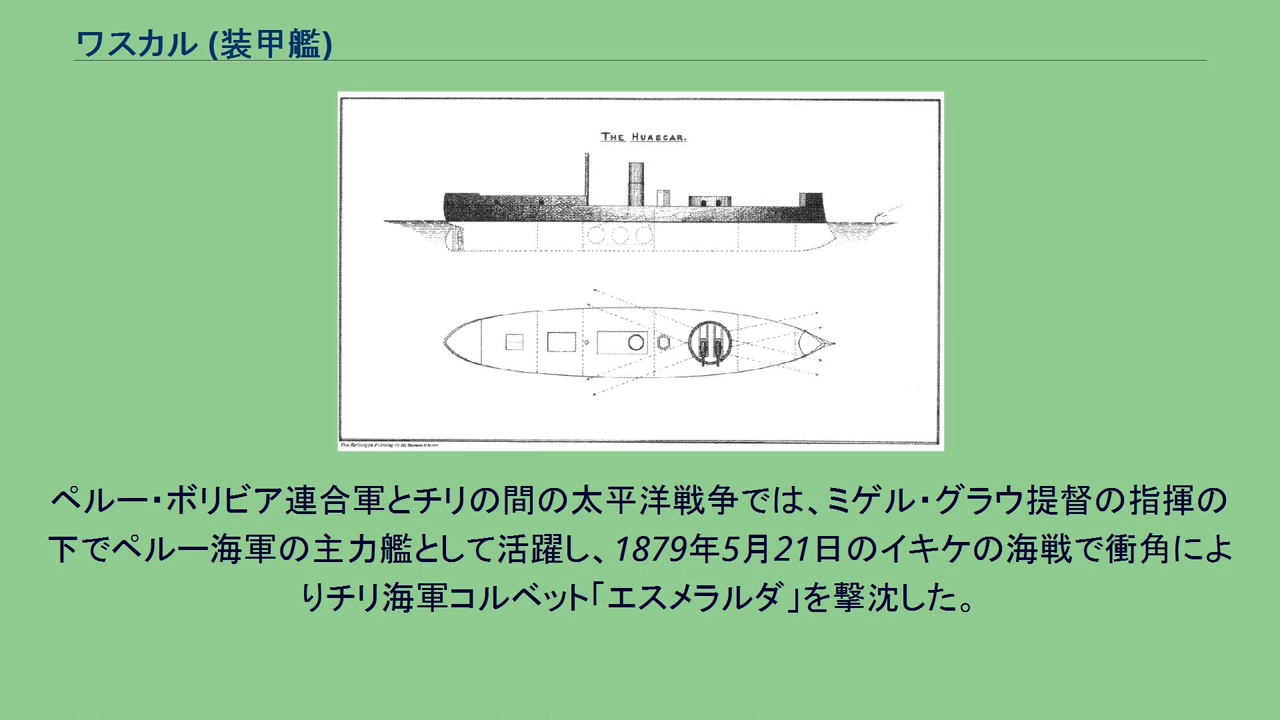 ワスカル (装甲艦)
THE HUASCAR.
ペルー・ボリビア連合軍とチリの間の太平洋戦争では、ミゲル・グラウ提督の指揮の
下でペルー海軍の主力艦として活躍し、1879年5月21日のイキケの海戦で衝角によ
りチリ海軍コルベット「エスメラルダ」を撃沈した。